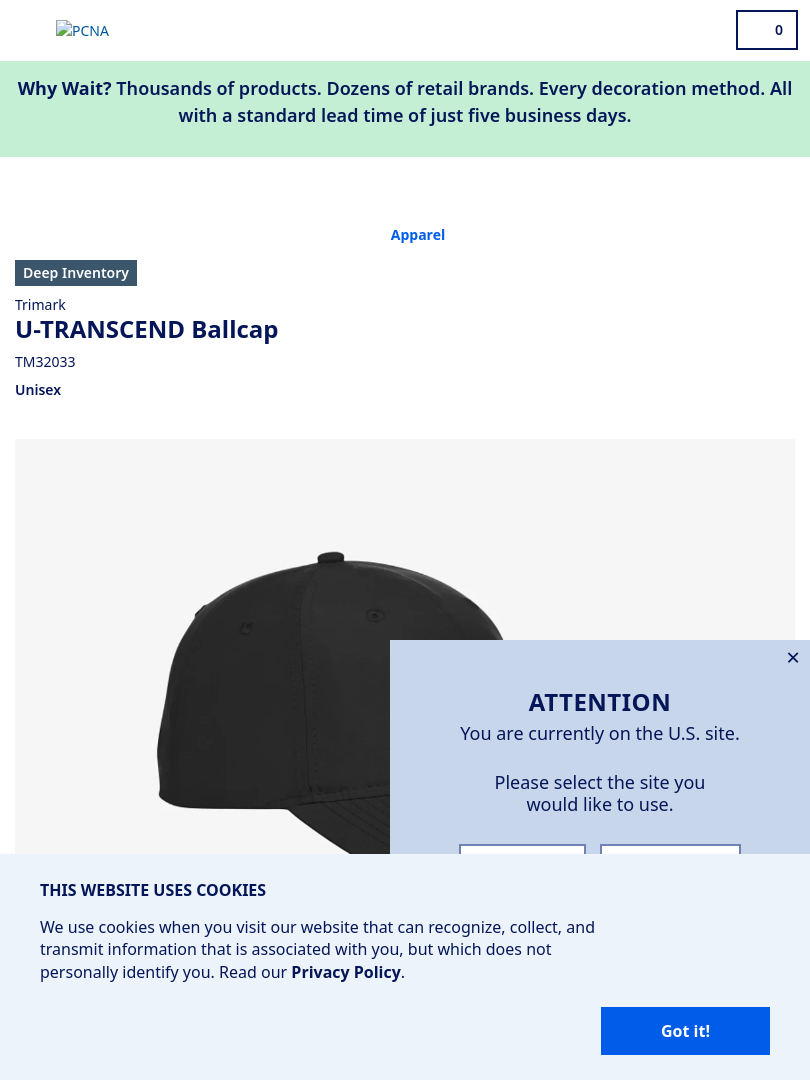 PCNA
0
Why Wait? Thousands of products. Dozens of retail brands. Every decoration method. All
with a standard lead time of just five business days.
Apparel
Deep Inventory
Trimark
U-TRANSCEND Ballcap
TM32033
Unisex
×
ATTENTION
You are currently on the U.S. site.
Please select the site you
would like to use.
THIS WEBSITE USES COOKIES
We use cookies when you visit our website that can recognize, collect, and
transmit information that is associated with you, but which does not
personally identify you. Read our Privacy Policy.
Got it!